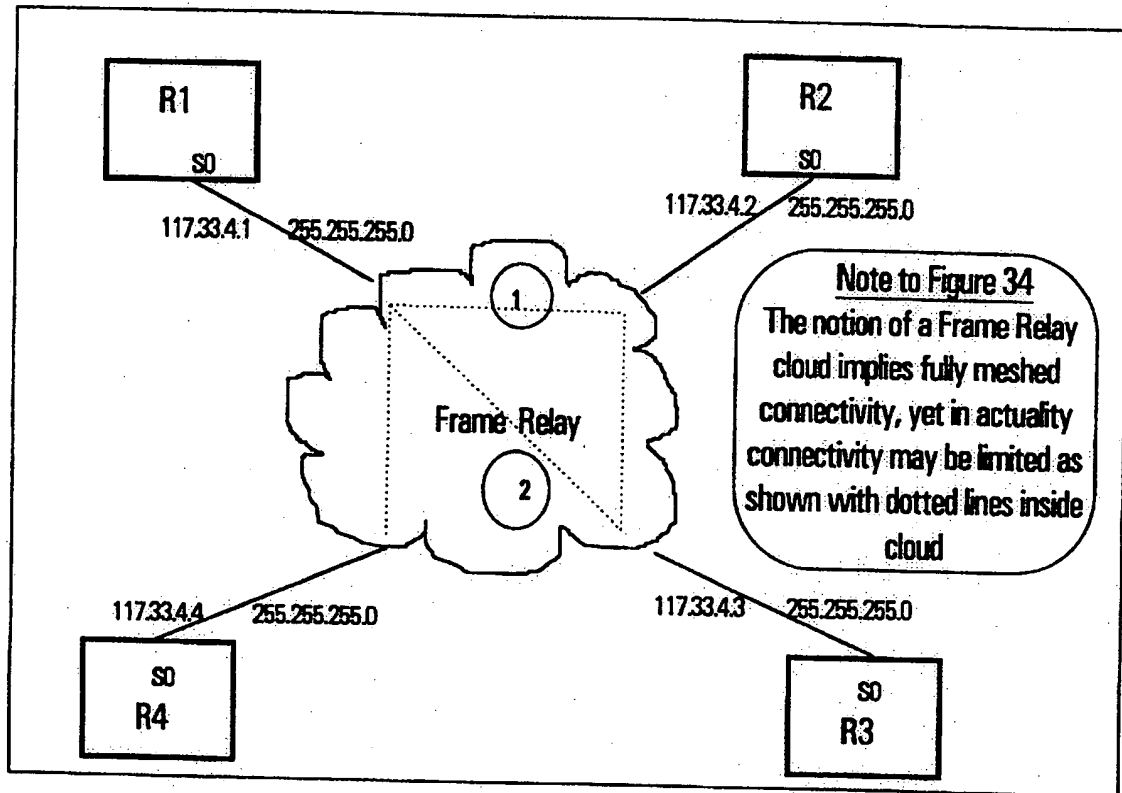 R1
S0
R2
S0
117.33.4.1 255.255.255.0
117.33.4.2 255.255.255.0
1
Frame Relay
2
Note to Figure 34
The notion of a Frame Relay
cloud implies fully meshed
connectivity, yet in actuality
connectivity may be limited as
shown with dotted lines inside
cloud
117.33.4.4 255.255.255.0
117.33.4.3 255.255.255.0
S0
R4
S0
R3